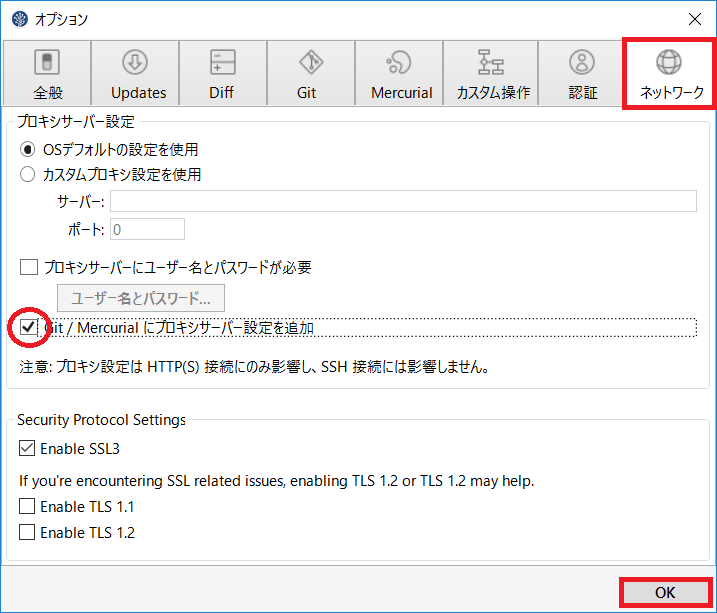 オプション
全般
Updates
Diff
Git
Mercurial
カスタム操作
認証
ネットワーク
プロキシサーバー設定
OSデフォルトの設定を使用
カスタムプロキシ設定を使用
サーバー:
ポート: 0
プロキシサーバーにユーザー名とパスワードが必要
ユーザー名とパスワード...
Git / Mercurial にプロキシサーバー設定を追加
注意: プロキシ設定は HTTP(S) 接続にのみ影響し、SSH 接続には影響しません。
Security Protocol Settings
Enable SSL3
If you're encountering SSL related issues, enabling TLS 1.2 or TLS 1.2 may help.
Enable TLS 1.1
Enable TLS 1.2
OK